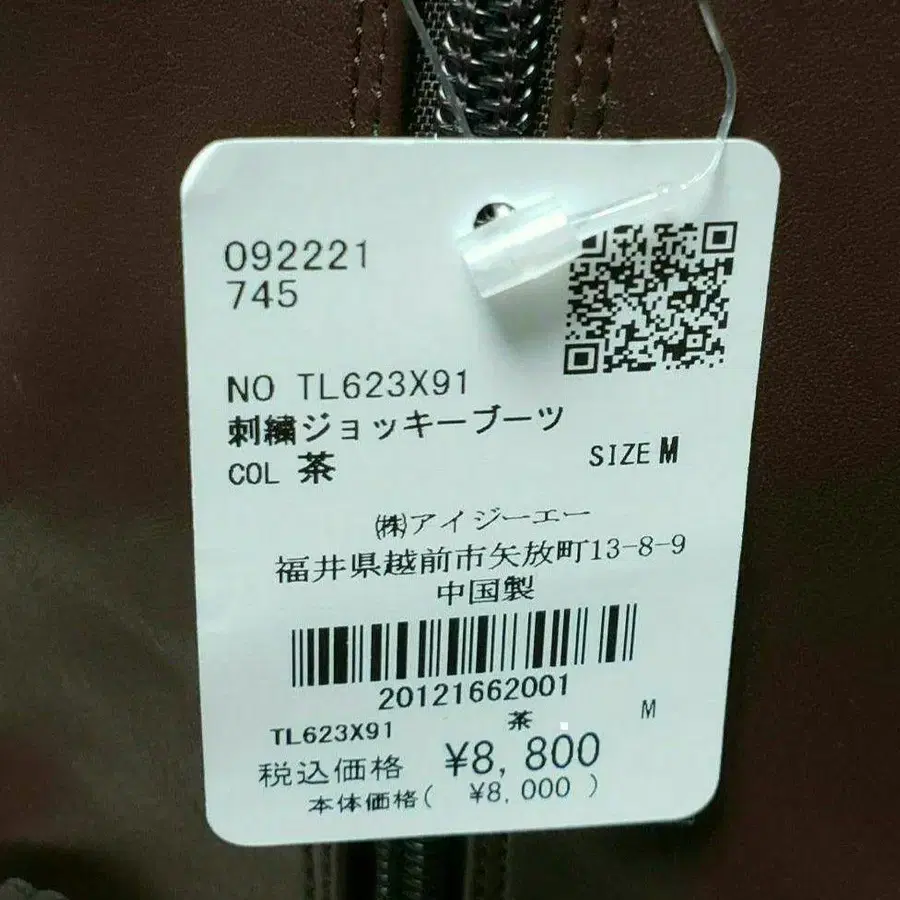 092221
745
NO TL623X91
刺繍ジョッキーブーツ
COL 茶 SIZE M
㈱アイジーエー
福井県越前市矢放町13-8-9
中国製
20121662001
TL623X91 茶 M
税込価格 ¥8,800
本体価格( ¥8,000 )